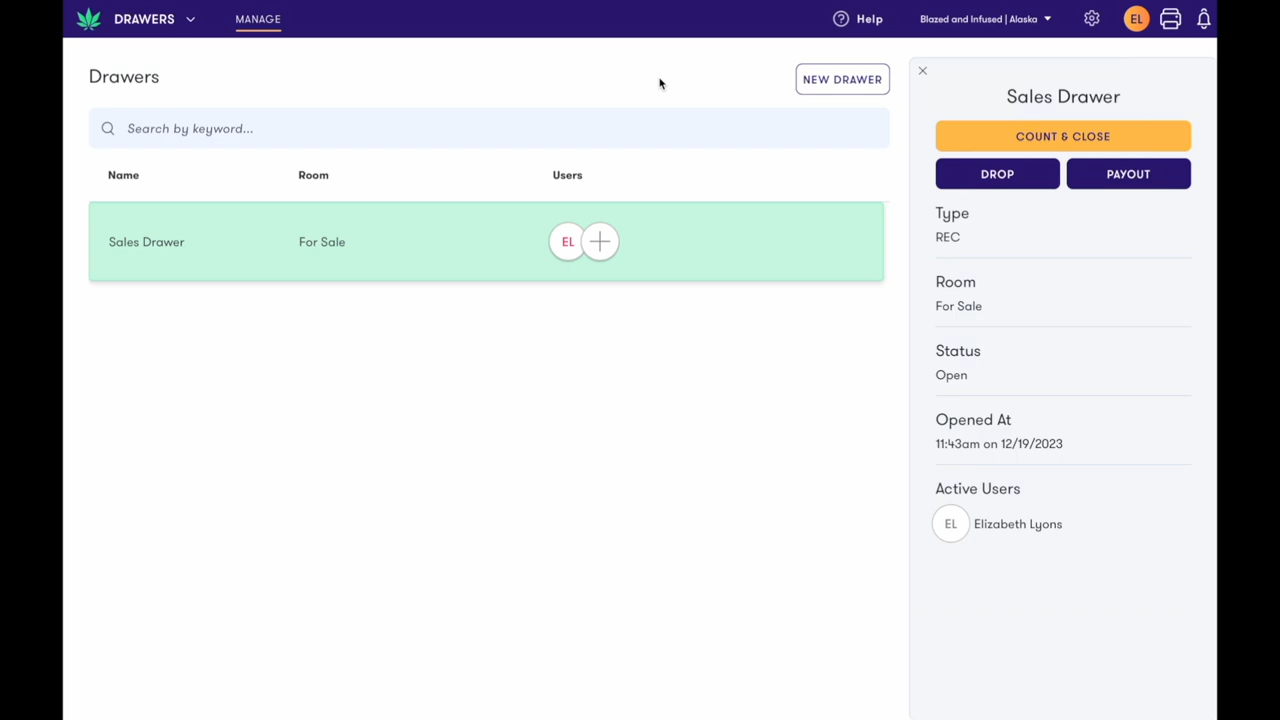 DRAWERS
MANAGE
Help
Blazed and Infused | Alaska
EL
Drawers
NEW DRAWER
Search by keyword...
Name Room Users
Sales Drawer For Sale EL
Sales Drawer
COUNT & CLOSE
DROP PAYOUT
Type
REC
Room
For Sale
Status
Open
Opened At
11:43am on 12/19/2023
Active Users
EL Elizabeth Lyons